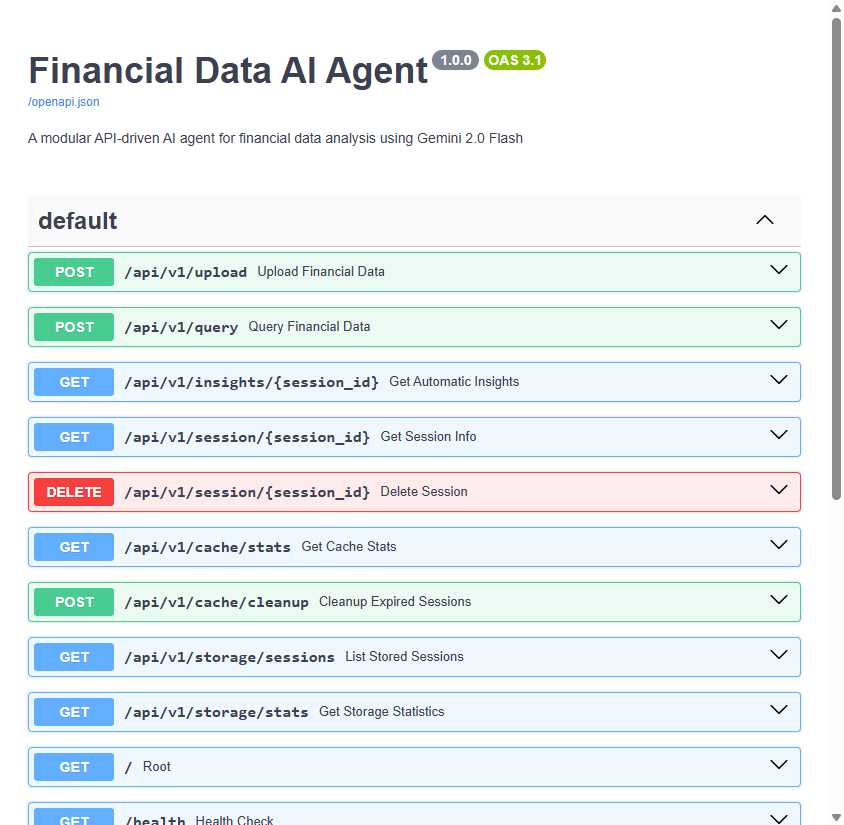 Financial Data AI Agent 1.0.0 OAS 3.1
/openapi.json
A modular API-driven AI agent for financial data analysis using Gemini 2.0 Flash
default
POST /api/v1/upload Upload Financial Data
POST /api/v1/query Query Financial Data
GET /api/v1/insights/{session_id} Get Automatic Insights
GET /api/v1/session/{session_id} Get Session Info
DELETE /api/v1/session/{session_id} Delete Session
GET /api/v1/cache/stats Get Cache Stats
POST /api/v1/cache/cleanup Cleanup Expired Sessions
GET /api/v1/storage/sessions List Stored Sessions
GET /api/v1/storage/stats Get Storage Statistics
GET / Root
GET /health Health Check